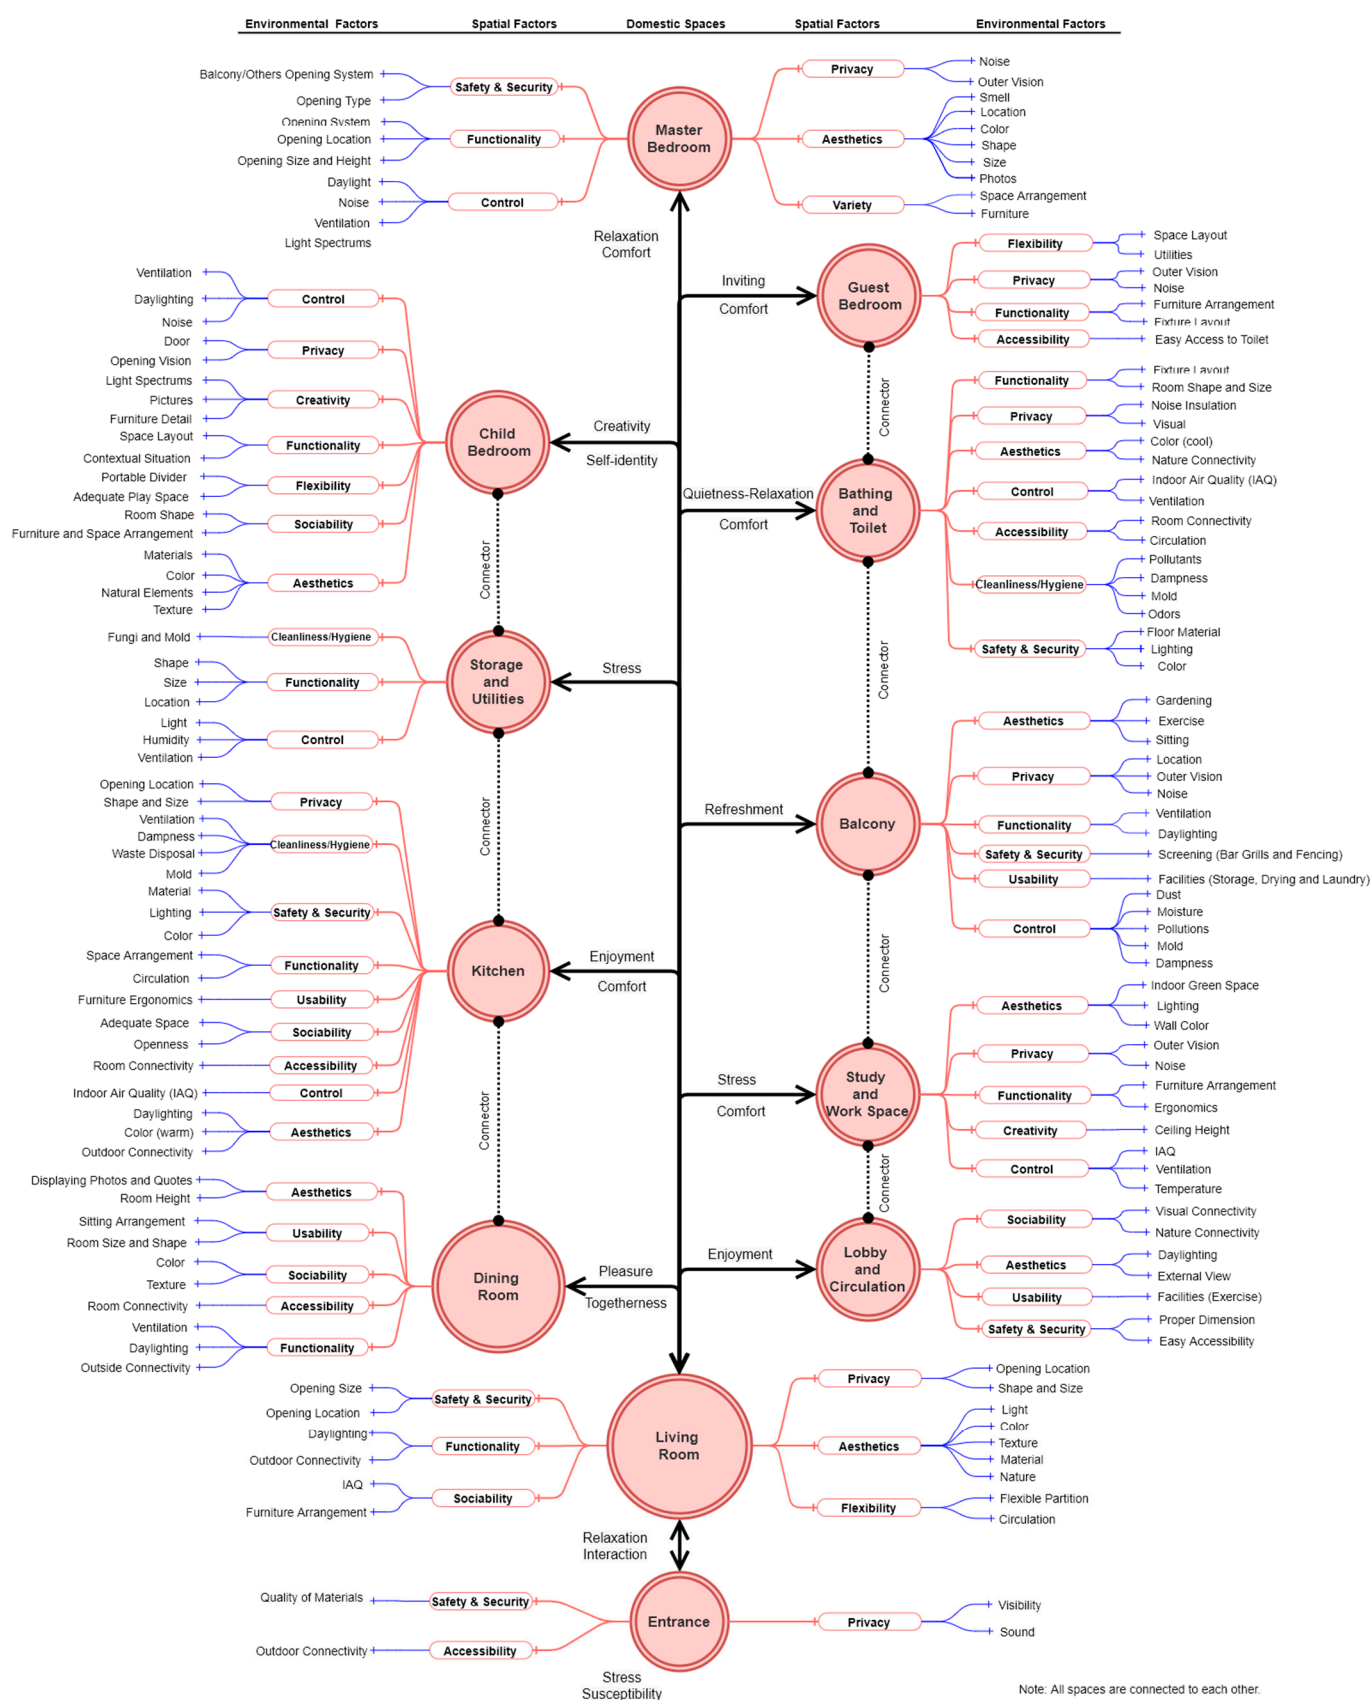 Environmental Factors
Spatial Factors
Domestic Spaces
Spatial Factors
Environmental Factors
Balcony/Others Opening System
Opening Type
Safety & Security
Opening System
Opening Location
Opening Size and Height
Functionality
Daylight
Noise
Ventilation
Light Spectrums
Control
Master
Bedroom
Privacy
Noise
Outer Vision
Aesthetics
Smell
Location
Color
Shape
Size
Photos
Variety
Space Arrangement
Furniture
Relaxation
Comfort
Inviting
Comfort
Guest
Bedroom
Flexibility
Space Layout
Utilities
Privacy
Outer Vision
Noise
Functionality
Furniture Arrangement
Fixture Layout
Accessibility
Easy Access to Toilet
Connector
Ventilation
Daylighting
Noise
Control
Door
Opening Vision
Privacy
Light Spectrums
Pictures
Furniture Detail
Creativity
Space Layout
Contextual Situation
Functionality
Portable Divider
Adequate Play Space
Flexibility
Room Shape
Furniture and Space Arrangement
Sociability
Materials
Color
Natural Elements
Texture
Aesthetics
Child
Bedroom
Creativity
Self-identity
Connector
Quietness-Relaxation
Comfort
Bathing
and
Toilet
Functionality
Fixture Layout
Room Shape and Size
Privacy
Noise Insulation
Visual
Aesthetics
Color (cool)
Nature Connectivity
Control
Indoor Air Quality (IAQ)
Ventilation
Accessibility
Room Connectivity
Circulation
Cleanliness/Hygiene
Pollutants
Dampness
Mold
Odors
Safety & Security
Floor Material
Lighting
Color
Connector
Fungi and Mold
Cleanliness/Hygiene
Shape
Size
Location
Functionality
Light
Humidity
Ventilation
Control
Storage
and
Utilities
Stress
Connector
Refreshment
Balcony
Aesthetics
Gardening
Exercise
Sitting
Privacy
Location
Outer Vision
Noise
Functionality
Ventilation
Daylighting
Safety & Security
Screening (Bar Grills and Fencing)
Usability
Facilities (Storage, Drying and Laundry)
Control
Dust
Moisture
Pollutions
Mold
Dampness
Connector
Opening Location
Shape and Size
Privacy
Ventilation
Dampness
Waste Disposal
Mold
Cleanliness/Hygiene
Material
Lighting
Color
Safety & Security
Space Arrangement
Circulation
Functionality
Furniture Ergonomics
Usability
Adequate Space
Openness
Sociability
Room Connectivity
Accessibility
Indoor Air Quality (IAQ)
Control
Daylighting
Color (warm)
Outdoor Connectivity
Aesthetics
Kitchen
Enjoyment
Comfort
Connector
Stress
Comfort
Study
and
Work Space
Aesthetics
Indoor Green Space
Lighting
Wall Color
Privacy
Outer Vision
Noise
Functionality
Furniture Arrangement
Ergonomics
Creativity
Ceiling Height
Control
IAQ
Ventilation
Temperature
Connector
Displaying Photos and Quotes
Room Height
Aesthetics
Sitting Arrangement
Room Size and Shape
Usability
Color
Texture
Sociability
Room Connectivity
Accessibility
Ventilation
Daylighting
Outside Connectivity
Functionality
Dining
Room
Pleasure
Togetherness
Enjoyment
Lobby
and
Circulation
Sociability
Visual Connectivity
Nature Connectivity
Aesthetics
Daylighting
External View
Usability
Facilities (Exercise)
Safety & Security
Proper Dimension
Easy Accessibility
Opening Size
Opening Location
Safety & Security
Daylighting
Outdoor Connectivity
Functionality
IAQ
Furniture Arrangement
Sociability
Living
Room
Privacy
Opening Location
Shape and Size
Aesthetics
Light
Color
Texture
Material
Nature
Flexibility
Flexible Partition
Circulation
Relaxation
Interaction
Quality of Materials
Safety & Security
Outdoor Connectivity
Accessibility
Entrance
Privacy
Visibility
Sound
Stress
Susceptibility
Note: All spaces are connected to each other.